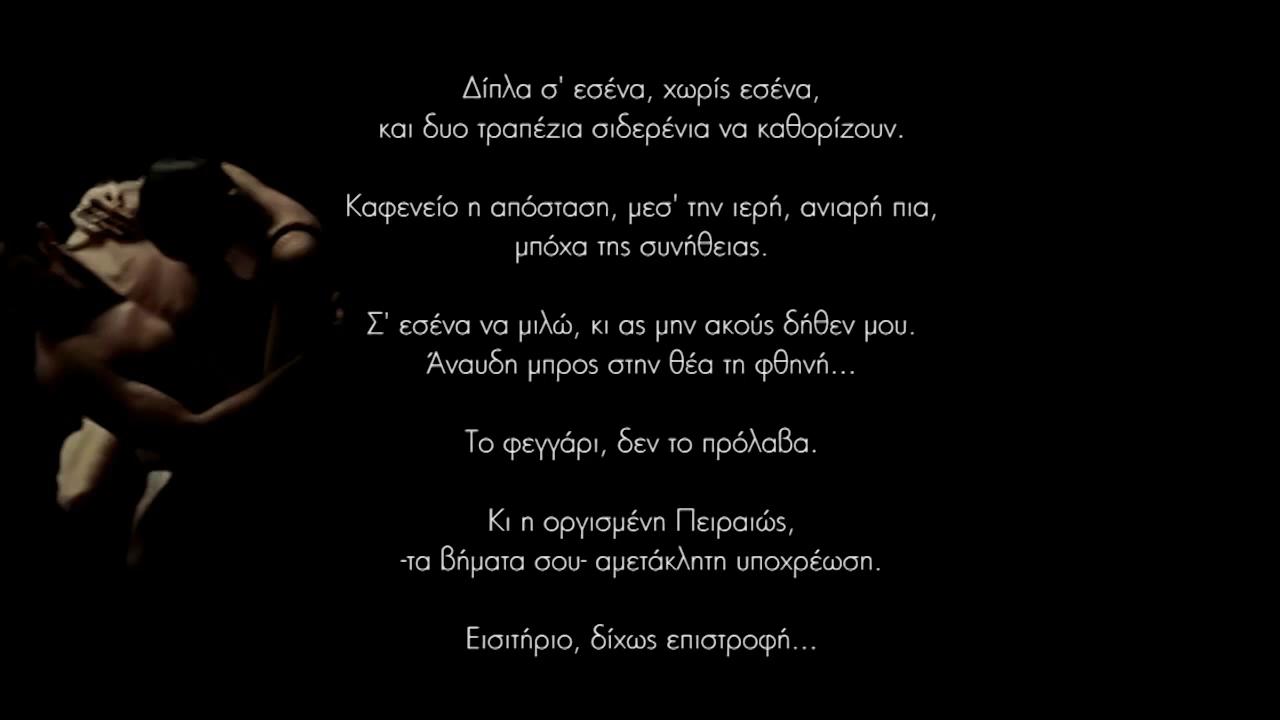 Δίπλα σ' εσένα, χωρίς εσένα,
και δυο τραπέζια σιδερένια να καθορίζουν.
Καφενείο η απόσταση, μεσ' την ιερή, ανιαρή πια,
μπόχα της συνήθειας.
Σ' εσένα να μιλώ, κι ας μην ακούς δήθεν μου.
Άναυδη μπρος στην θέα τη φθηνή...
Το φεγγάρι, δεν το πρόλαβα.
Κι η οργισμένη Πειραιώς,
-τα βήματα σου- αμετάκλητη υποχρέωση.
Εισιτήριο, δίχως επιστροφή...